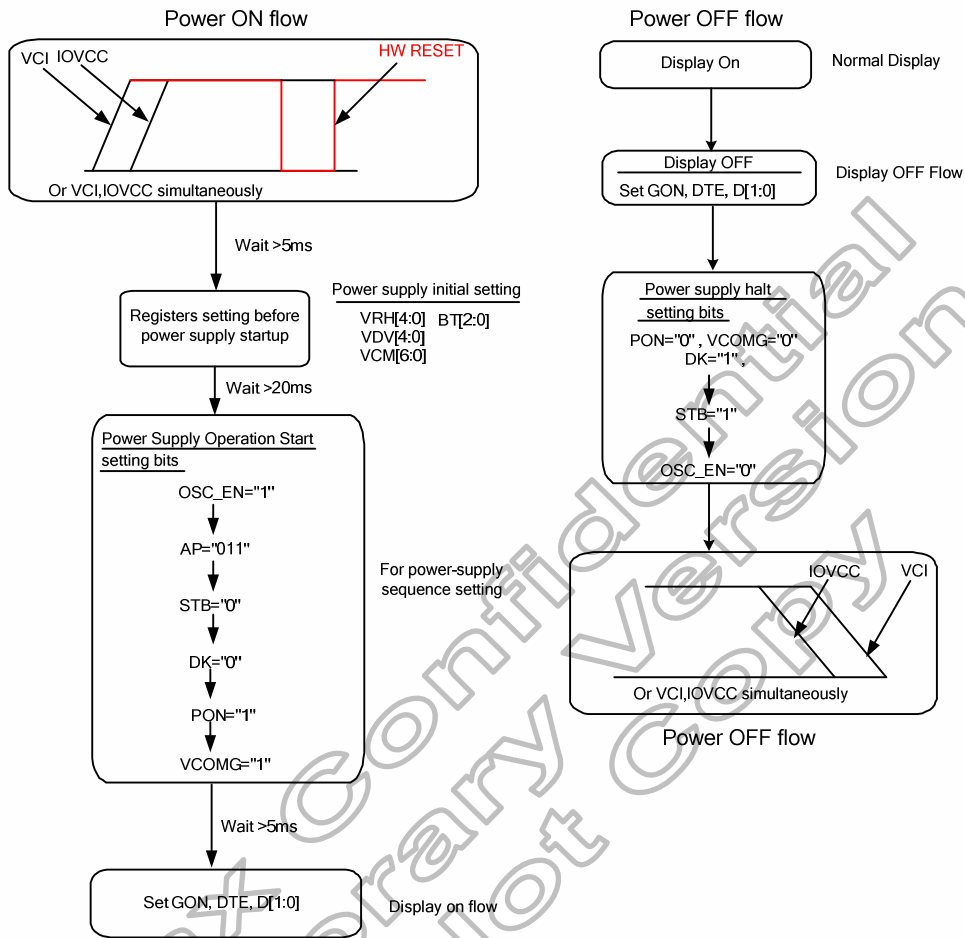 Power ON flow
VCI IOVCC
HW RESET
Or VCI,IOVCC simultaneously
Wait >5ms
Registers setting before
power supply startup
Power supply initial setting
VRH[4:0] BT[2:0]
VDV[4:0]
VCM[6:0]
Wait >20ms
Power Supply Operation Start
setting bits
OSC_EN="1"
AP="011"
STB="0"
DK="0"
PON="1"
VCOMG="1"
For power-supply
sequence setting
Wait >5ms
Set GON, DTE, D[1:0]
Display on flow
Power OFF flow
Display On
Normal Display
Display OFF
Set GON, DTE, D[1:0]
Display OFF Flow
Power supply halt
setting bits
PON="0" , VCOMG="0"
DK="1" ,
STB="1"
OSC_EN="0"
IOVCC
VCI
Or VCI,IOVCC simultaneously
Power OFF flow
Confidential
Version
Copy